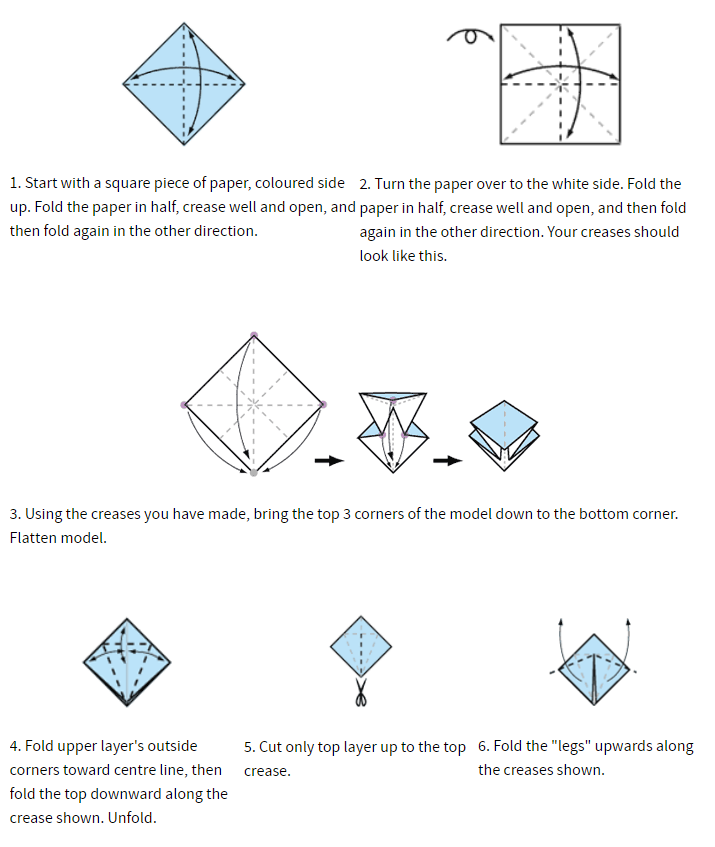 1. Start with a square piece of paper, coloured side
up. Fold the paper in half, crease well and open, and
then fold again in the other direction.
2. Turn the paper over to the white side. Fold the
paper in half, crease well and open, and then fold
again in the other direction. Your creases should
look like this.
3. Using the creases you have made, bring the top 3 corners of the model down to the bottom corner.
Flatten model.
4. Fold upper layer's outside
corners toward centre line, then
fold the top downward along the
crease shown. Unfold.
5. Cut only top layer up to the top
crease.
6. Fold the "legs" upwards along
the creases shown.